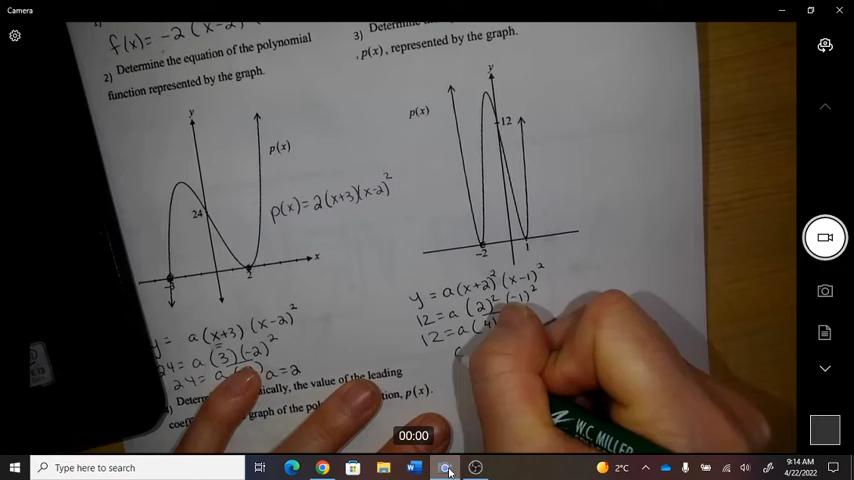 Camera
f(x) = -2 (x-2)
2) Determine the equation of the polynomial
function represented by the graph.
y
p(x)
24
-3
2
x
p(x) = 2(x+3)(x-2)²
y = a(x+3)(x-2)²
24 = a(3)(-2)²
24 = a
a=2
3) Determine
, p(x), represented by the graph.
y
p(x)
12
-2
1
y = a(x+2)²(x-1)²
12 = a(2)²(-1)²
12 = a(4)
the value of the leading
graph of the
p(x).
W.C. MILLER
00:00
Type here to search
2°C
9:14 AM
4/22/2022